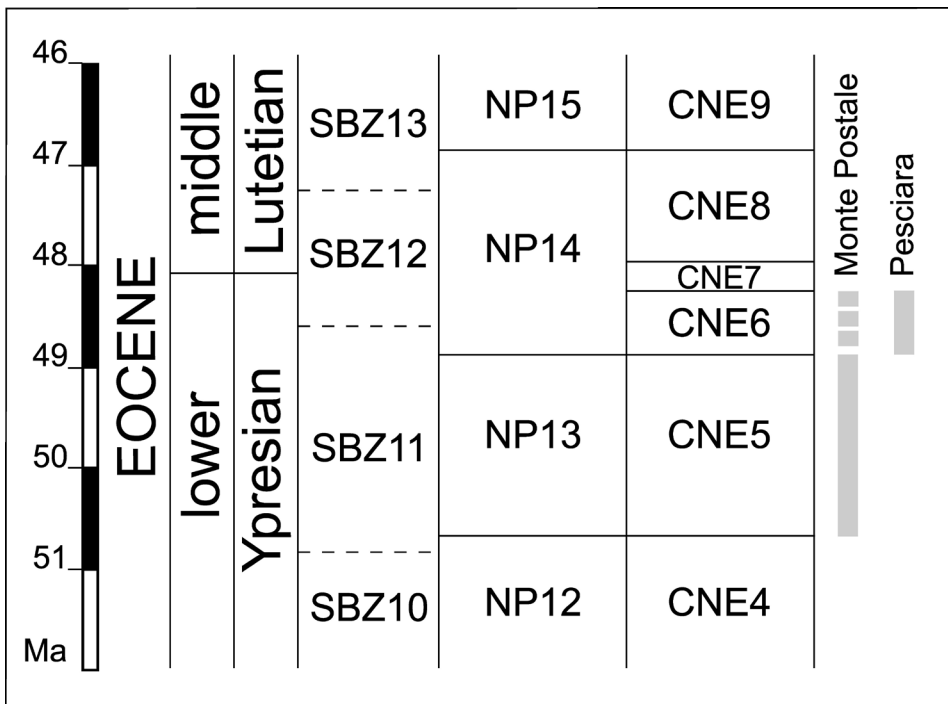 46
47
48
49
50
51
Ma
EOCENE
middle
lower
Lutetian
Ypresian
SBZ13
SBZ12
SBZ11
SBZ10
NP15
NP14
NP13
NP12
CNE9
CNE8
CNE7
CNE6
CNE5
CNE4
Monte Postale
Pesciara